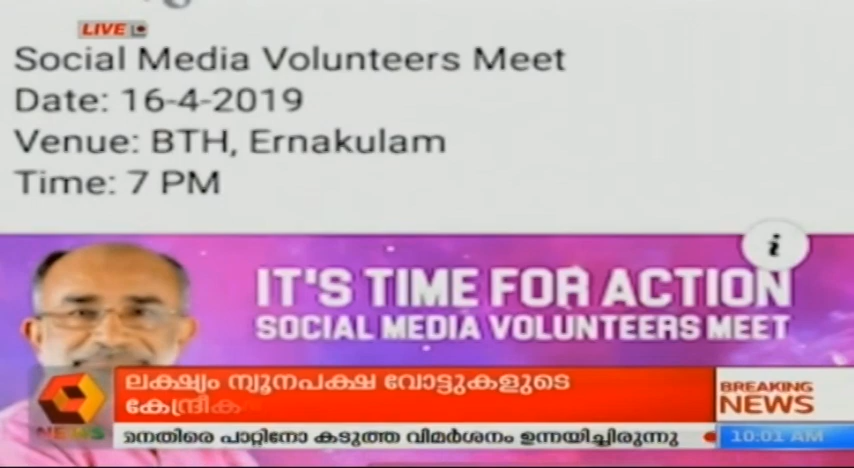 LIVE
Social Media Volunteers Meet
Date: 16-4-2019
Venue: BTH, Ernakulam
Time: 7 PM
i
IT'S TIME FOR ACTION
SOCIAL MEDIA VOLUNTEERS MEET
ലക്ഷ്യം ന്യൂനപക്ഷ വോട്ടുകളുടെ
BREAKING
NEWS
NEWS
പാറ്റിനോ കടുത്ത വിമർശനം ഉന്നയിച്ചിരുന്നു
10:01 AM